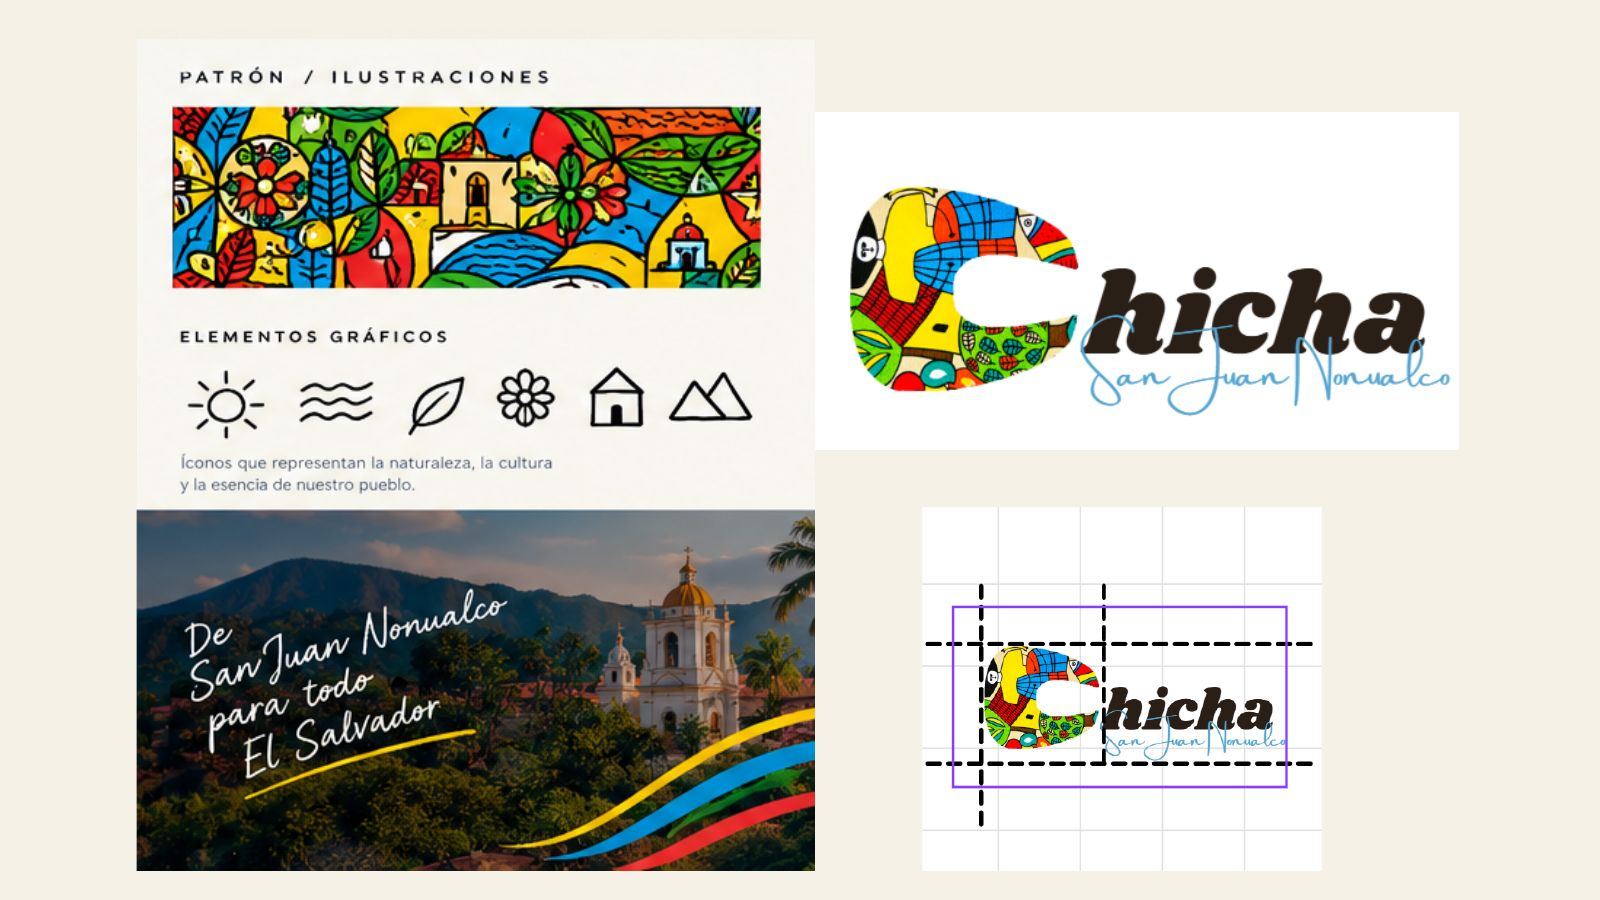 PATRÓN / ILUSTRACIONES
ELEMENTOS GRÁFICOS
Íconos que representan la naturaleza, la cultura
y la esencia de nuestro pueblo.
De
San Juan Nonualco
para todo
El Salvador
Chicha
San Juan Nonualco
Chicha
San Juan Nonualco